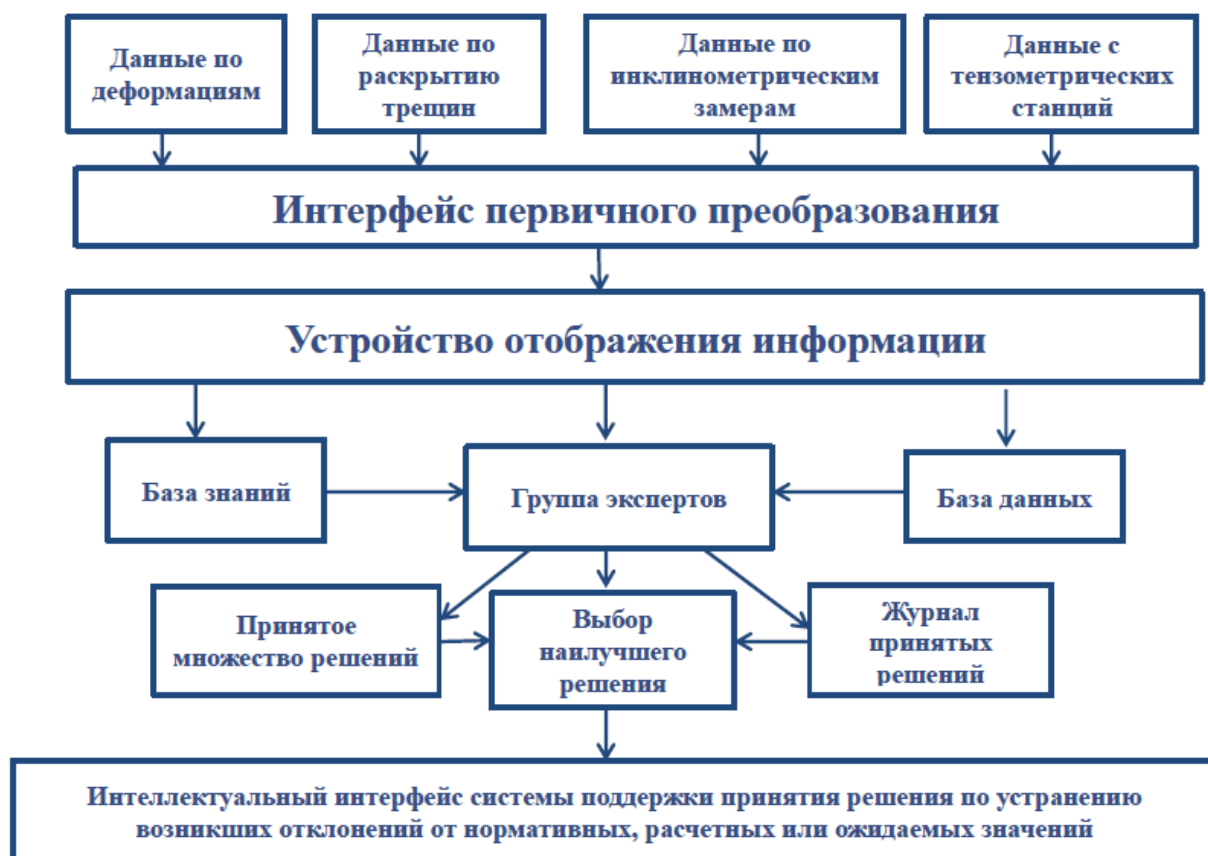 Данные по
деформациям
Данные по
раскрытию
трещин
Данные по
инклинометрическим
замерам
Данные с
тензометрических
станций
Интерфейс первичного преобразования
Устройство отображения информации
База знаний
Группа экспертов
База данных
Принятое
множество решений
Выбор
наилучшего
решения
Журнал
принятых
решений
Интеллектуальный интерфейс системы поддержки принятия решения по устранению
возникших отклонений от нормативных, расчетных или ожидаемых значений